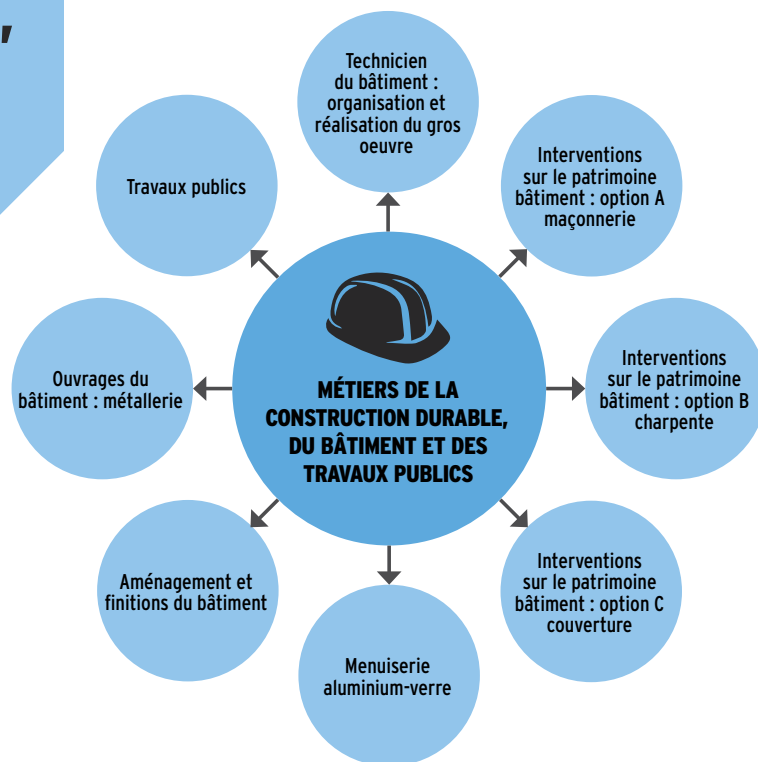 Technicien
du bâtiment :
organisation et
réalisation du gros
oeuvre
Interventions
sur le patrimoine
bâtiment : option A
maçonnerie
Travaux publics
Interventions
sur le patrimoine
bâtiment : option B
charpente
Ouvrages du
bâtiment : métallerie
MÉTIERS DE LA
CONSTRUCTION DURABLE,
DU BÂTIMENT ET DES
TRAVAUX PUBLICS
Interventions
sur le patrimoine
bâtiment : option C
couverture
Aménagement et
finitions du bâtiment
Menuiserie
aluminium-verre